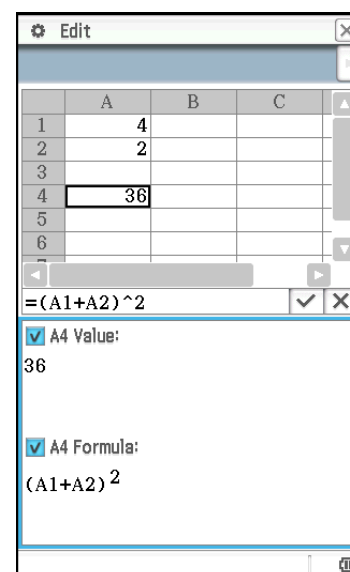 Edit
A B C
1 4
2 2
3
4 36
5
6
=(A1+A2)^2
A4 Value:
36
A4 Formula:
(A1+A2)²